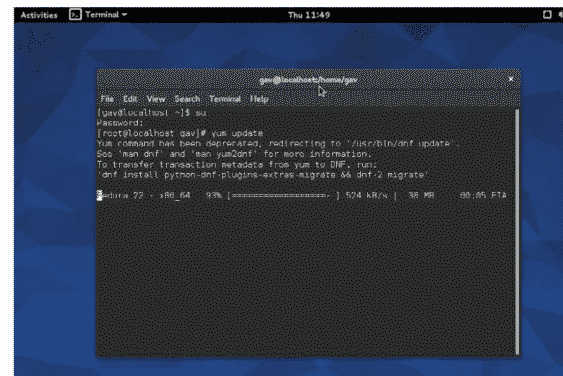 Activities Terminal Thu 11:49
gav@localhost:/home/gav
File Edit View Search Terminal Help
[gav@localhost ~]$ su
Password:
[root@localhost gav]# yum update
Yum command has been deprecated, redirecting to '/usr/bin/dnf update'.
See 'man dnf' and 'man yum2dnf' for more information.
To transfer transaction metadata from yum to DNF, run:
'dnf install python-dnf-plugins-extras-migrate && dnf-2 migrate'
Fedora 22 - x86_64 93% [===================- ] 524 kB/s | 38 MB 00:05 ETA